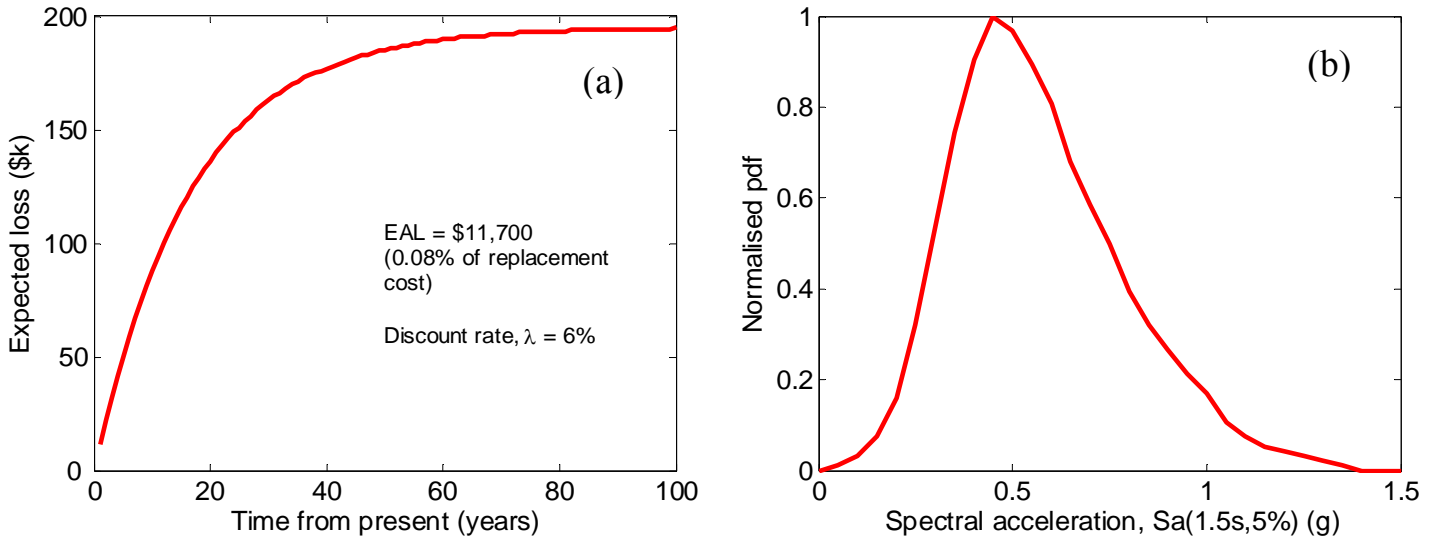 200
150
100
50
0
Expected loss ($k)
(a)
EAL = $11,700
(0.08% of replacement
cost)
Discount rate, λ = 6%
0 20 40 60 80 100
Time from present (years)
1
0.8
0.6
0.4
0.2
0
Normalised pdf
(b)
0 0.5 1 1.5
Spectral acceleration, Sa(1.5s,5%) (g)